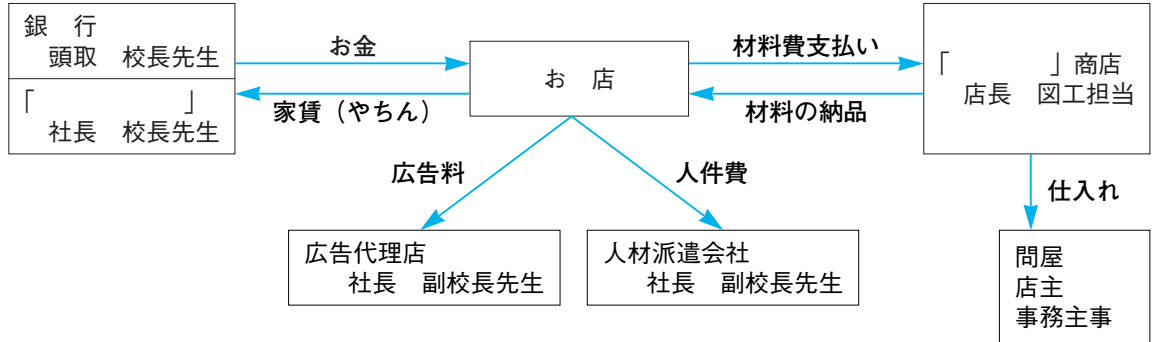 銀　行
頭取　校長先生
「　　　　　　　」
社長　校長先生
お金
家賃（やちん）
お　店
材料費支払い
材料の納品
「　　　　」商店
店長　図工担当
広告料
人件費
仕入れ
広告代理店
社長　副校長先生
人材派遣会社
社長　副校長先生
問屋
店主
事務主事